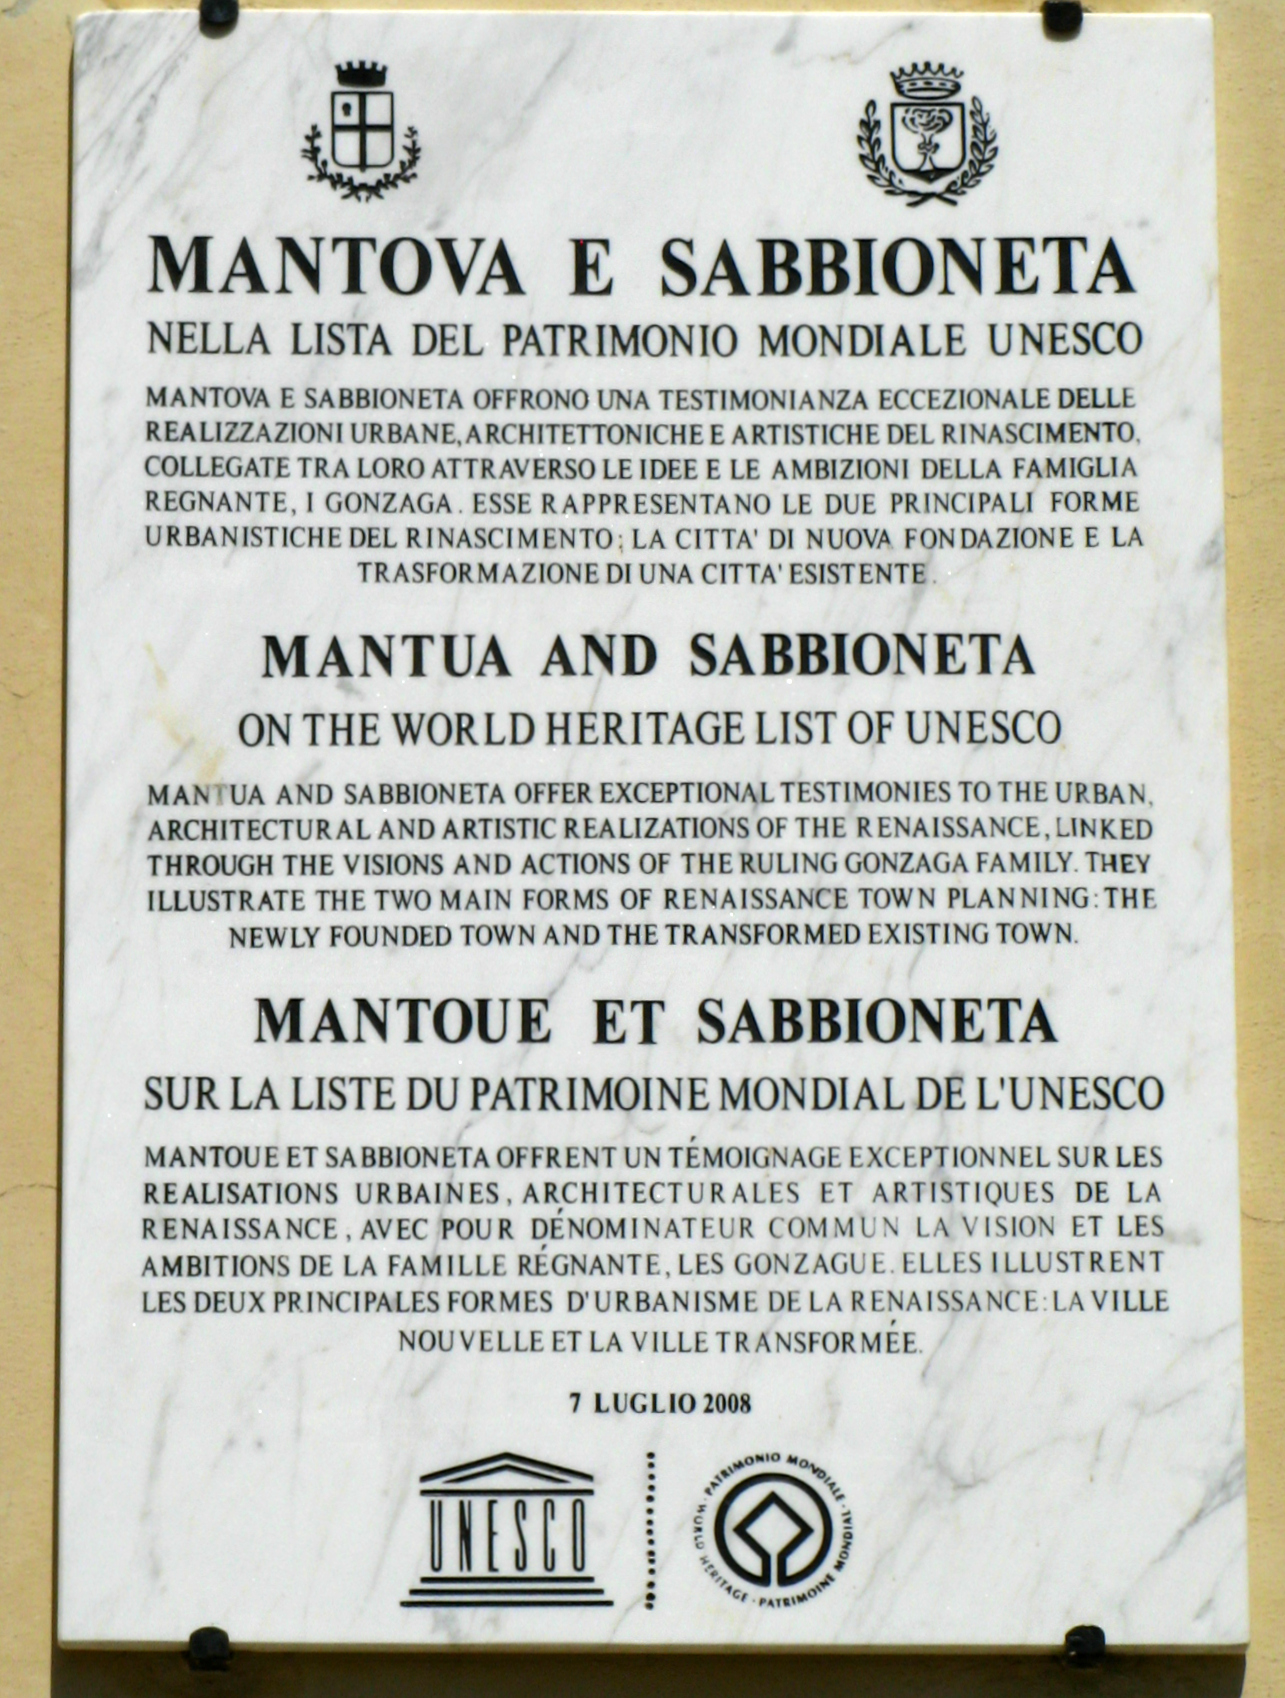 MANTOVA E SABBIONETA
NELLA LISTA DEL PATRIMONIO MONDIALE UNESCO
MANTOVA E SABBIONETA OFFRONO UNA TESTIMONIANZA ECCEZIONALE DELLE
REALIZZAZIONI URBANE, ARCHITETTONICHE E ARTISTICHE DEL RINASCIMENTO,
COLLEGATE TRA LORO ATTRAVERSO LE IDEE E LE AMBIZIONI DELLA FAMIGLIA
REGNANTE, I GONZAGA. ESSE RAPPRESENTANO LE DUE PRINCIPALI FORME
URBANISTICHE DEL RINASCIMENTO: LA CITTA' DI NUOVA FONDAZIONE E LA
TRASFORMAZIONE DI UNA CITTA' ESISTENTE.
MANTUA AND SABBIONETA
ON THE WORLD HERITAGE LIST OF UNESCO
MANTUA AND SABBIONETA OFFER EXCEPTIONAL TESTIMONIES TO THE URBAN,
ARCHITECTURAL AND ARTISTIC REALIZATIONS OF THE RENAISSANCE, LINKED
THROUGH THE VISIONS AND ACTIONS OF THE RULING GONZAGA FAMILY. THEY
ILLUSTRATE THE TWO MAIN FORMS OF RENAISSANCE TOWN PLANNING: THE
NEWLY FOUNDED TOWN AND THE TRANSFORMED EXISTING TOWN.
MANTOUE ET SABBIONETA
SUR LA LISTE DU PATRIMOINE MONDIAL DE L'UNESCO
MANTOUE ET SABBIONETA OFFRENT UN TÉMOIGNAGE EXCEPTIONNEL SUR LES
REALISATIONS URBAINES, ARCHITECTURALES ET ARTISTIQUES DE LA
RENAISSANCE, AVEC POUR DÉNOMINATEUR COMMUN LA VISION ET LES
AMBITIONS DE LA FAMILLE RÉGNANTE, LES GONZAGUE. ELLES ILLUSTRENT
LES DEUX PRINCIPALES FORMES D'URBANISME DE LA RENAISSANCE: LA VILLE
NOUVELLE ET LA VILLE TRANSFORMÉE.
7 LUGLIO 2008
UNESCO
PATRIMONIO MONDIALE · WORLD HERITAGE · PATRIMOINE MONDIAL ·